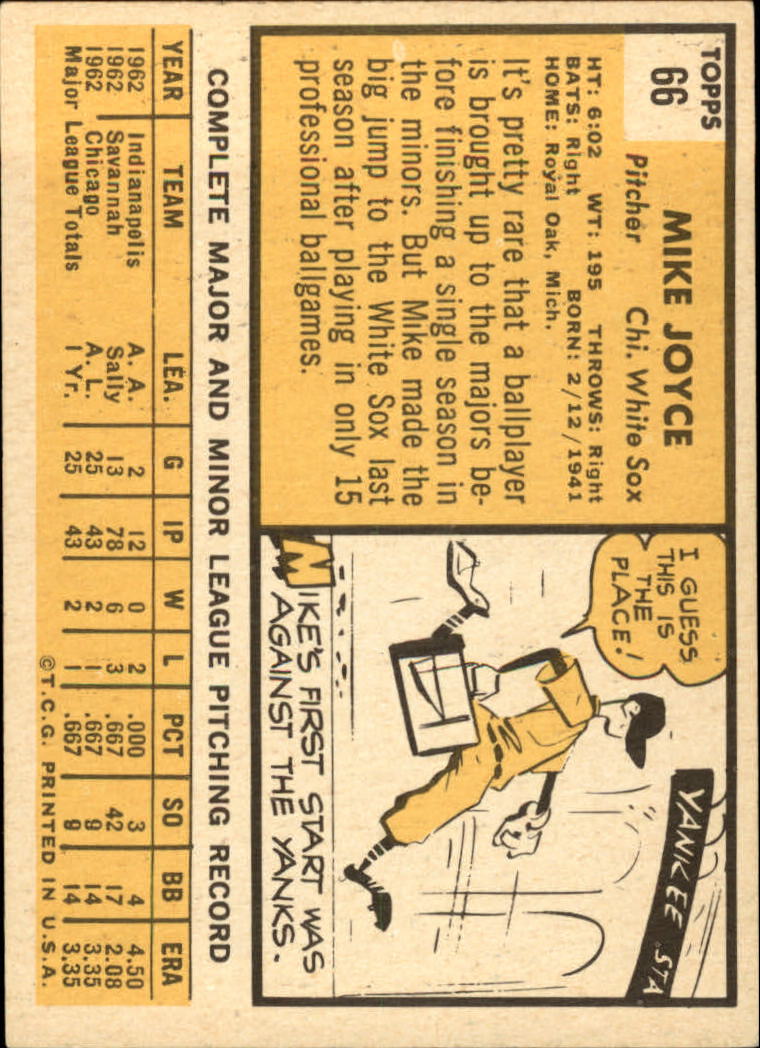 TOPPS
66
MIKE JOYCE
Pitcher Chi. White Sox
HT: 6:02 WT: 195 THROWS: Right
BATS: Right BORN: 2/12/1941
HOME: Royal Oak, Mich.
It's pretty rare that a ballplayer
is brought up to the majors be-
fore finishing a single season in
the minors. But Mike made the
big jump to the White Sox last
season after playing in only 15
professional ballgames.
I GUESS
THIS IS
THE
PLACE!
YANKEE STA
MIKE'S FIRST START WAS
AGAINST THE YANKS.
COMPLETE MAJOR AND MINOR LEAGUE PITCHING RECORD
YEAR TEAM LEA. G IP W L PCT SO BB ERA
1962 Indianapolis A. A. 2 12 0 2 .000 3 4 4.50
1962 Savannah Sally 13 78 6 3 .667 42 17 2.08
1962 Chicago A. L. 25 43 2 1 .667 9 14 3.35
Major League Totals 1 Yr. 25 43 2 1 .667 9 14 3.35
©T.C.G. PRINTED IN U.S.A.